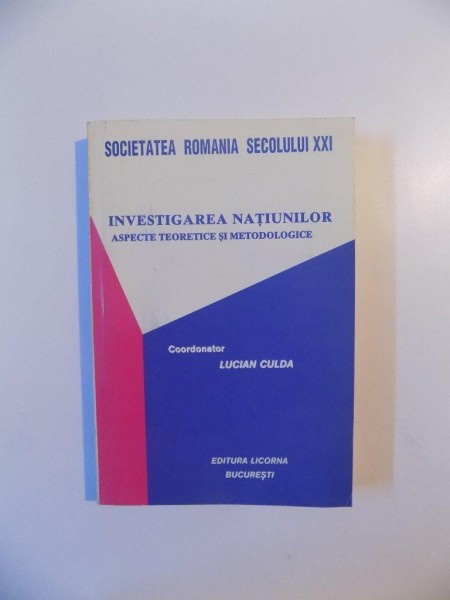 SOCIETATEA ROMANIA SECOLULUI XXI
INVESTIGAREA NAȚIUNILOR
ASPECTE TEORETICE ȘI METODOLOGICE
Coordonator
LUCIAN CULDA
EDITURA LICORNA
BUCUREȘTI